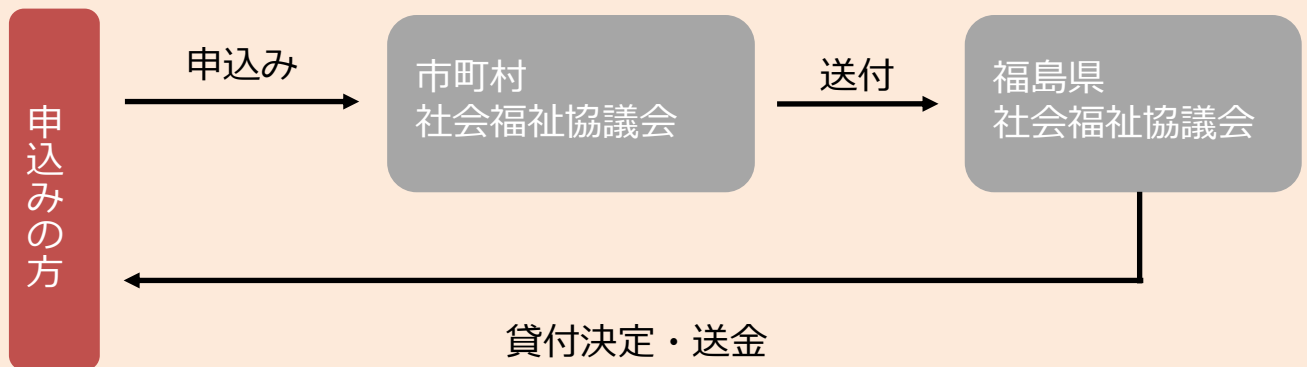 申込みの方
申込み
市町村
社会福祉協議会
送付
福島県
社会福祉協議会
貸付決定・送金